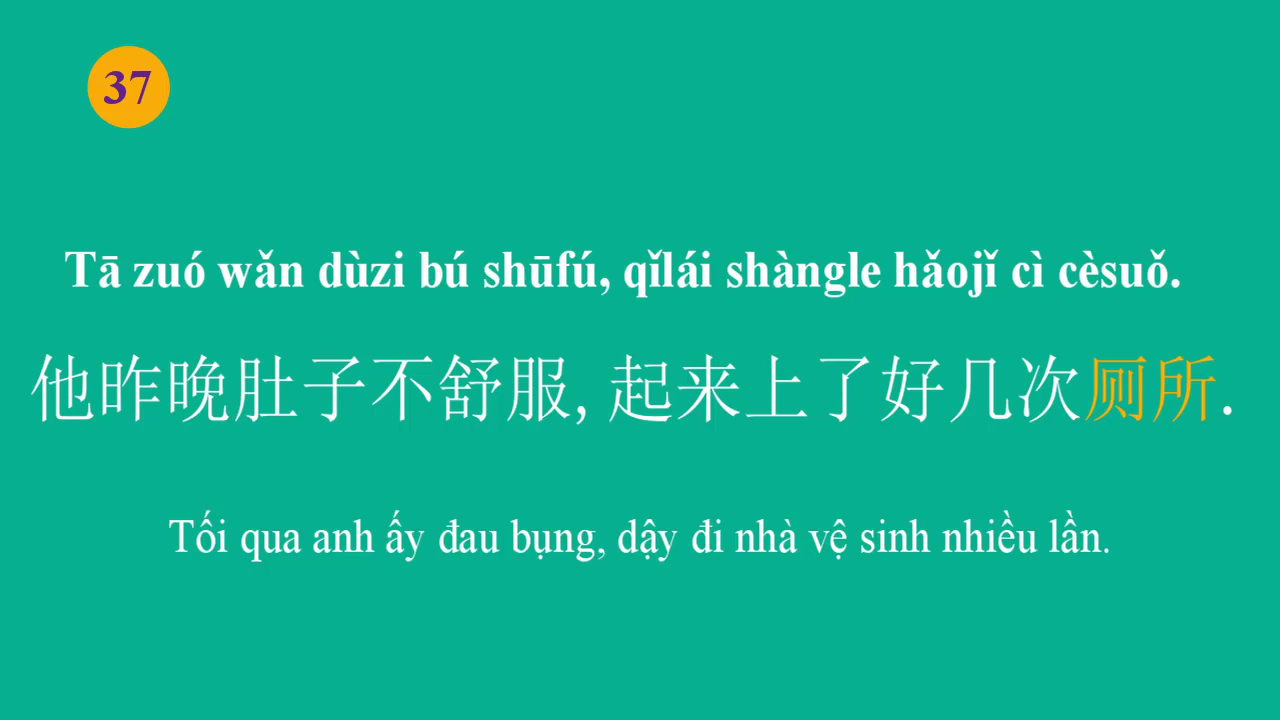 37
Tā zuó wǎn dùzi bú shūfú, qǐlái shàngle hǎojǐ cì cèsuǒ.
他昨晚肚子不舒服, 起来上了好几次厕所.
Tối qua anh ấy đau bụng, dậy đi nhà vệ sinh nhiều lần.